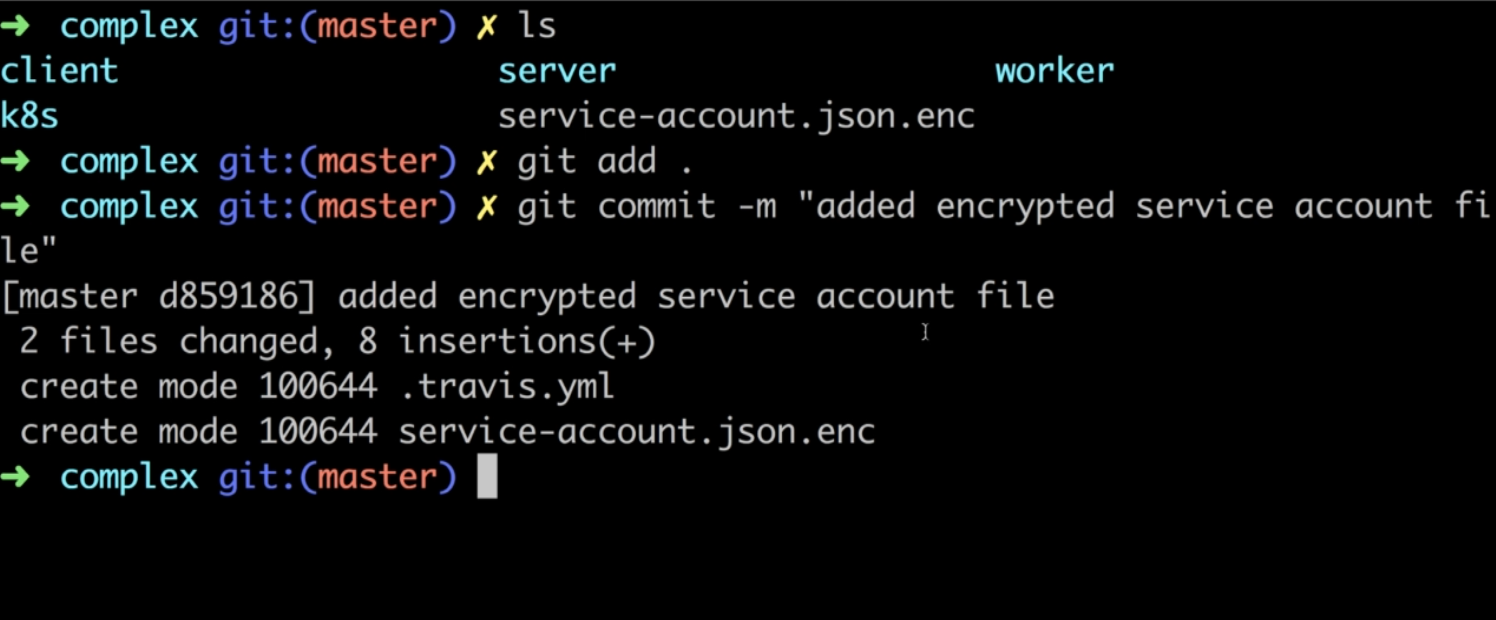 ➜  complex git:(master) ✗ ls
client                   server                   worker
k8s                      service-account.json.enc
➜  complex git:(master) ✗ git add .
➜  complex git:(master) ✗ git commit -m "added encrypted service account fi
le"
[master d859186] added encrypted service account file
 2 files changed, 8 insertions(+)
 create mode 100644 .travis.yml
 create mode 100644 service-account.json.enc
➜  complex git:(master)